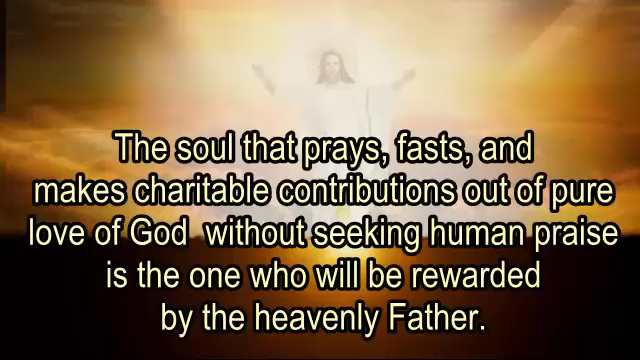 The soul that prays, fasts, and
makes charitable contributions out of pure
love of God  without seeking human praise
is the one who will be rewarded
by the heavenly Father.